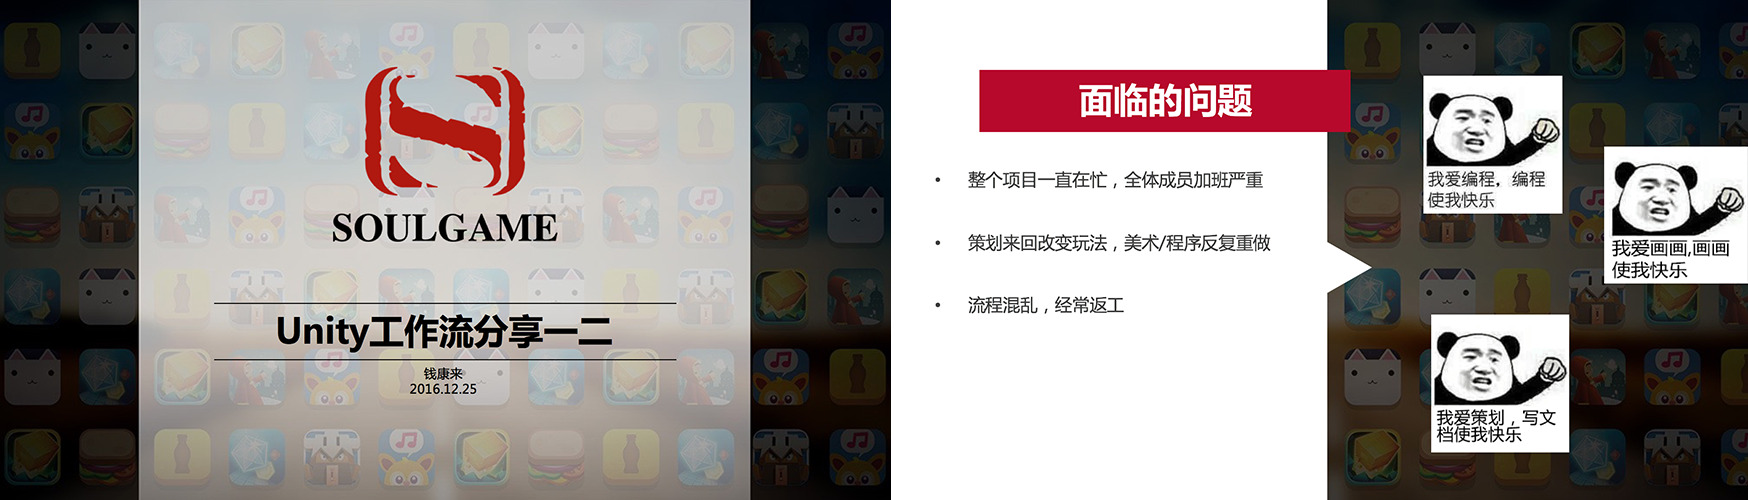 SOULGAME
Unity工作流分享一二
钱康来
2016.12.25
面临的问题
• 整个项目一直在忙，全体成员加班严重
• 策划来回改变玩法，美术/程序反复重做
• 流程混乱，经常返工
我爱编程，编程
使我快乐
我爱画画,画画
使我快乐
我爱策划，写文
档使我快乐